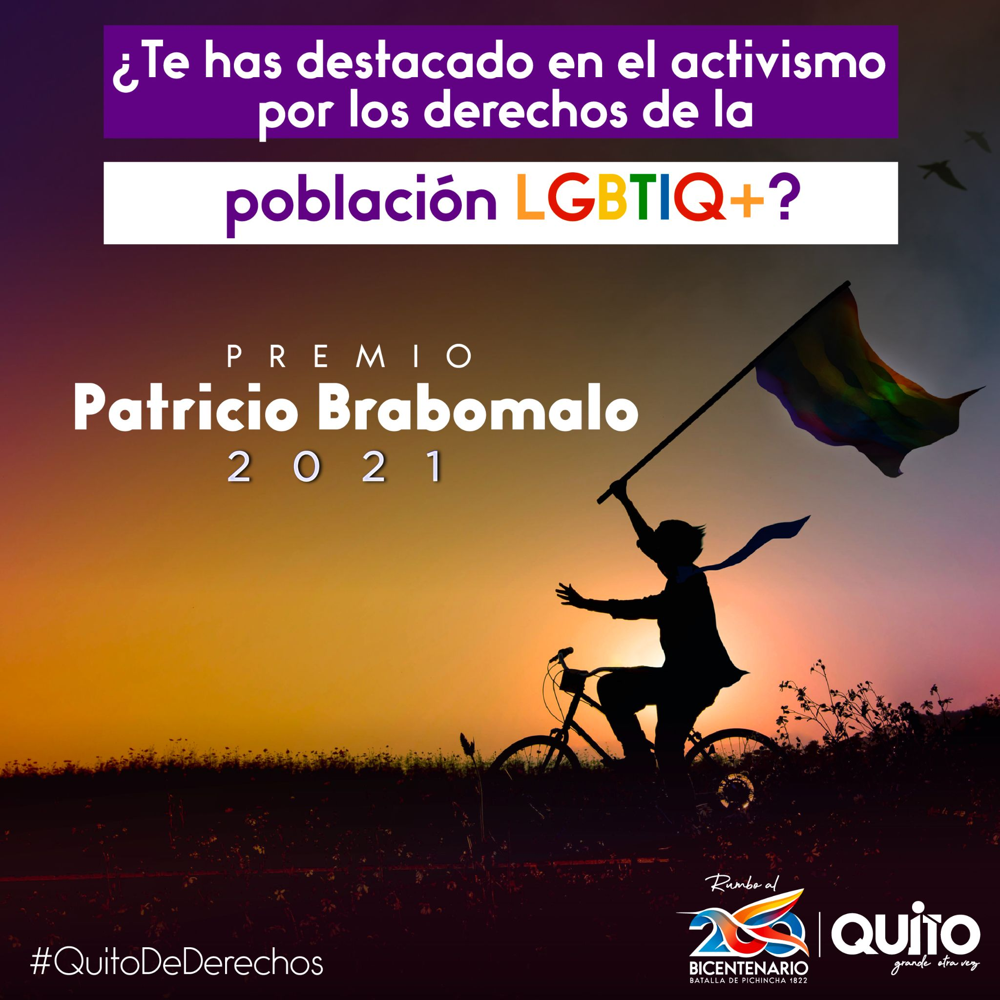 ¿Te has destacado en el activismo
por los derechos de la
población LGBTIQ+?
PREMIO
Patricio Brabomalo
2021
#QuitoDeDerechos
Rumbo al
200
BICENTENARIO
BATALLA DE PICHINCHA 1822
QUITO
grande otra vez